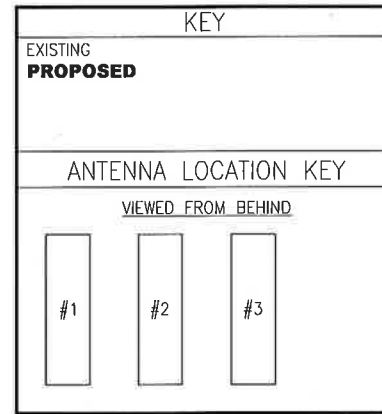 KEY
EXISTING
PROPOSED
ANTENNA LOCATION KEY
VIEWED FROM BEHIND
#1 #2 #3